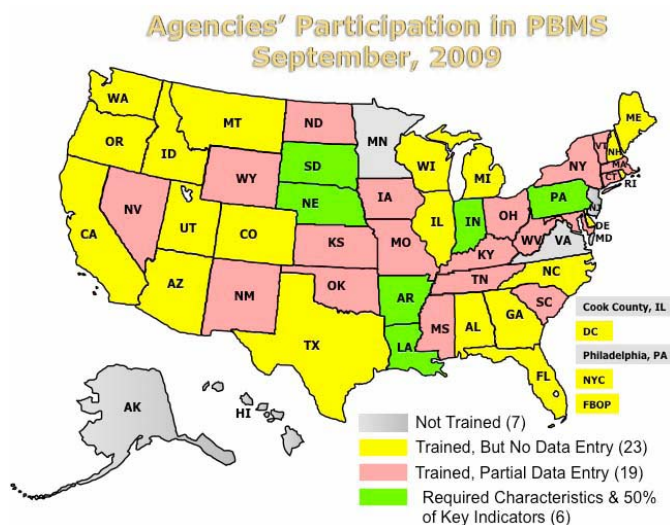 Agencies' Participation in PBMS
September, 2009
WA
MT
ND
MN
ME
OR
ID
SD
WI
MI
NY
VT
NH
MA
CT
RI
WY
NE
IA
PA
NJ
NV
UT
CO
IL
IN
OH
DE
MD
CA
KS
MO
KY
WV
VA
AZ
NM
OK
AR
TN
NC
SC
TX
LA
MS
AL
GA
FL
Cook County, IL
DC
Philadelphia, PA
NYC
FBOP
AK
HI
Not Trained (7)
Trained, But No Data Entry (23)
Trained, Partial Data Entry (19)
Required Characteristics & 50%
of Key Indicators (6)